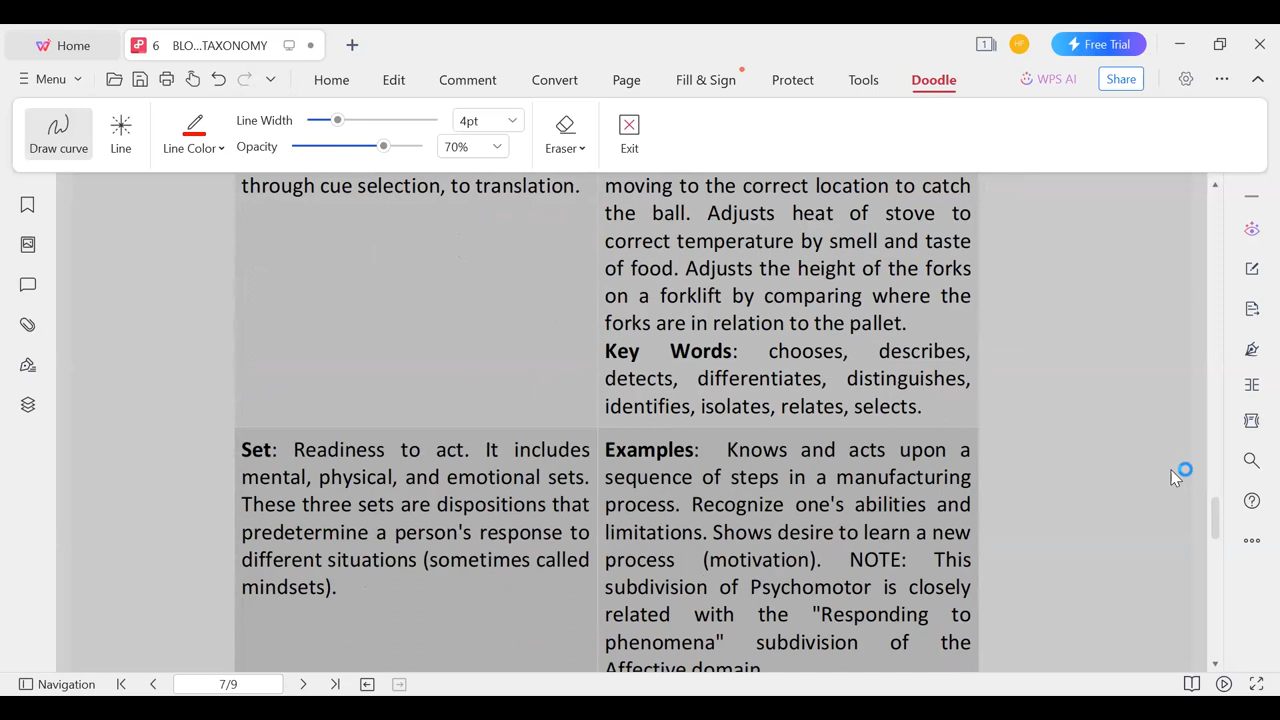 Home
6 BLO...TAXONOMY
1
HF
Free Trial
Menu
Home Edit Comment Convert Page Fill & Sign Protect Tools Doodle
WPS AI
Share
Draw curve
Line
Line Color
Line Width
4pt
Opacity
70%
Eraser
Exit
through cue selection, to translation.
moving to the correct location to catch
the ball. Adjusts heat of stove to
correct temperature by smell and taste
of food. Adjusts the height of the forks
on a forklift by comparing where the
forks are in relation to the pallet.
Key Words: chooses, describes,
detects, differentiates, distinguishes,
identifies, isolates, relates, selects.
Set: Readiness to act. It includes
mental, physical, and emotional sets.
These three sets are dispositions that
predetermine a person's response to
different situations (sometimes called
mindsets).
Examples: Knows and acts upon a
sequence of steps in a manufacturing
process. Recognize one's abilities and
limitations. Shows desire to learn a new
process (motivation). NOTE: This
subdivision of Psychomotor is closely
related with the "Responding to
phenomena" subdivision of the
Affective domain.
Navigation
7/9